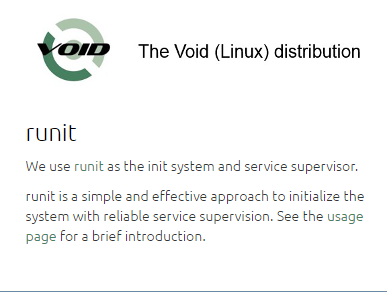 VOID
The Void (Linux) distribution
runit
We use runit as the init system and service supervisor.
runit is a simple and effective approach to initialize the
system with reliable service supervision. See the usage
page for a brief introduction.